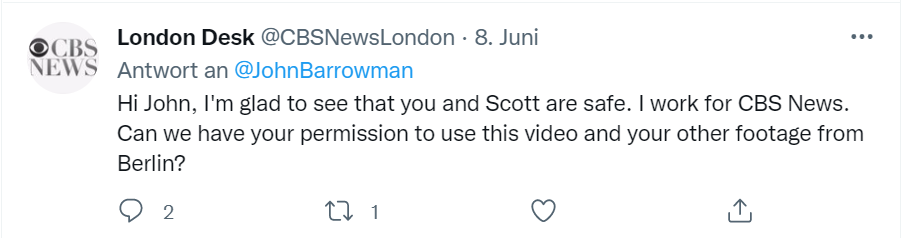 CBS NEWS
London Desk @CBSNewsLondon · 8. Juni
Antwort an @JohnBarrowman
Hi John, I'm glad to see that you and Scott are safe. I work for CBS News.
Can we have your permission to use this video and your other footage from
Berlin?
2 1